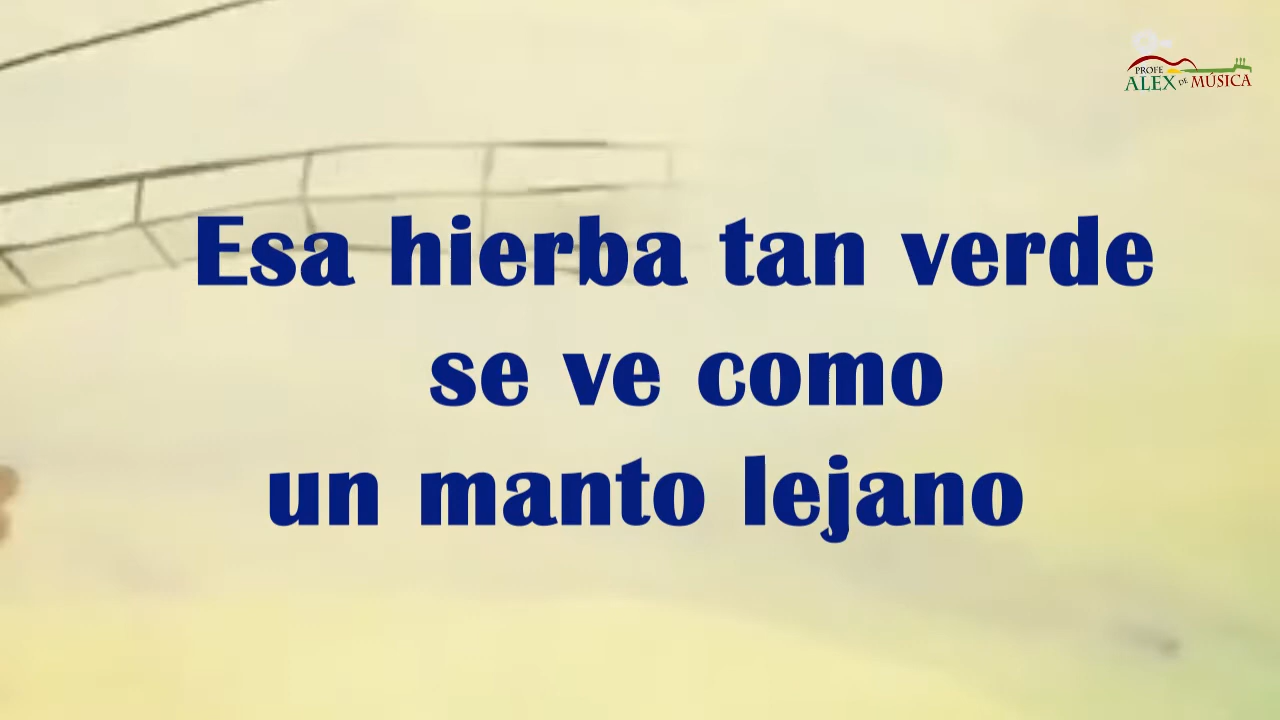 PROFE
ALEX DE MÚSICA
Esa hierba tan verde
se ve como
un manto lejano